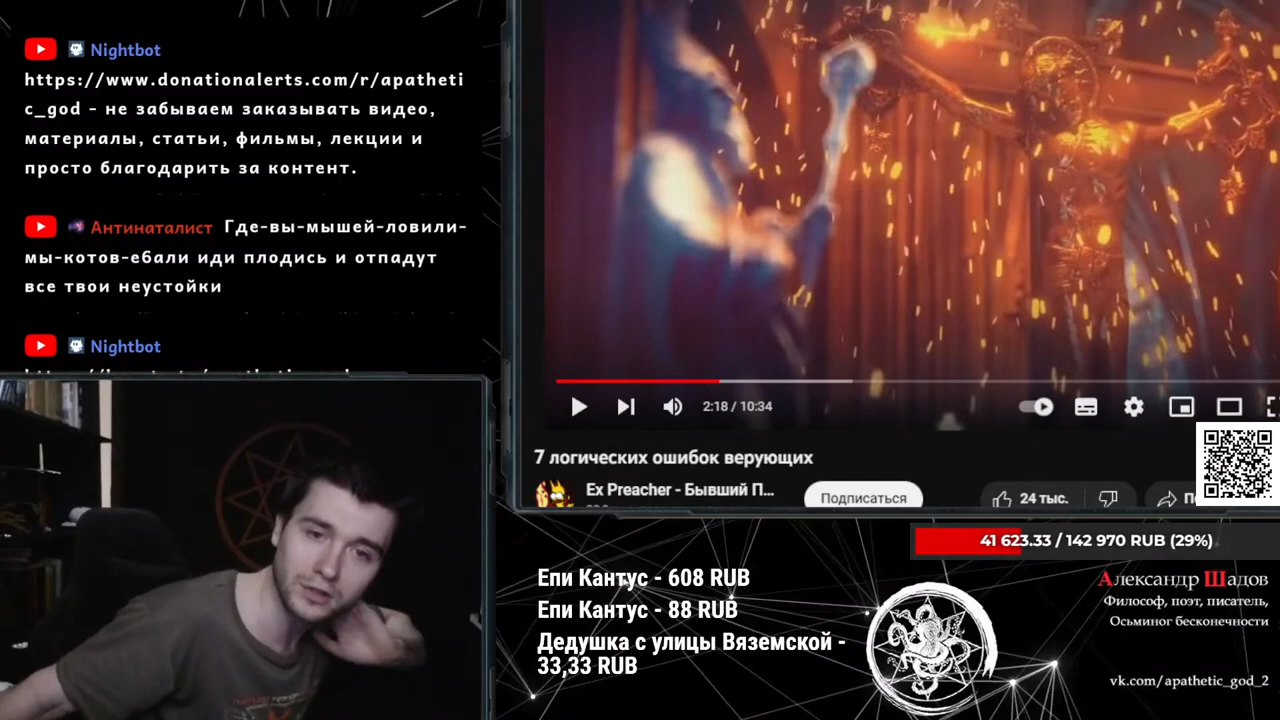 Nightbot
https://www.donationalerts.com/r/apatheti
c_god - не забываем заказывать видео,
материалы, статьи, фильмы, лекции и
просто благодарить за контент.
Антинаталист Где-вы-мышей-ловили-
мы-котов-ебали иди плодись и отпадут
все твои неустойки
Nightbot
2:18 / 10:34
7 логических ошибок верующих
Ex Preacher - Бывший П...
Подписаться
24 тыс.
41 623.33 / 142 970 RUB (29%)
Епи Кантус - 608 RUB
Епи Кантус - 88 RUB
Дедушка с улицы Вяземской -
33,33 RUB
Александр Шадов
Философ, поэт, писатель,
Осьминог бесконечности
vk.com/apathetic_god_2